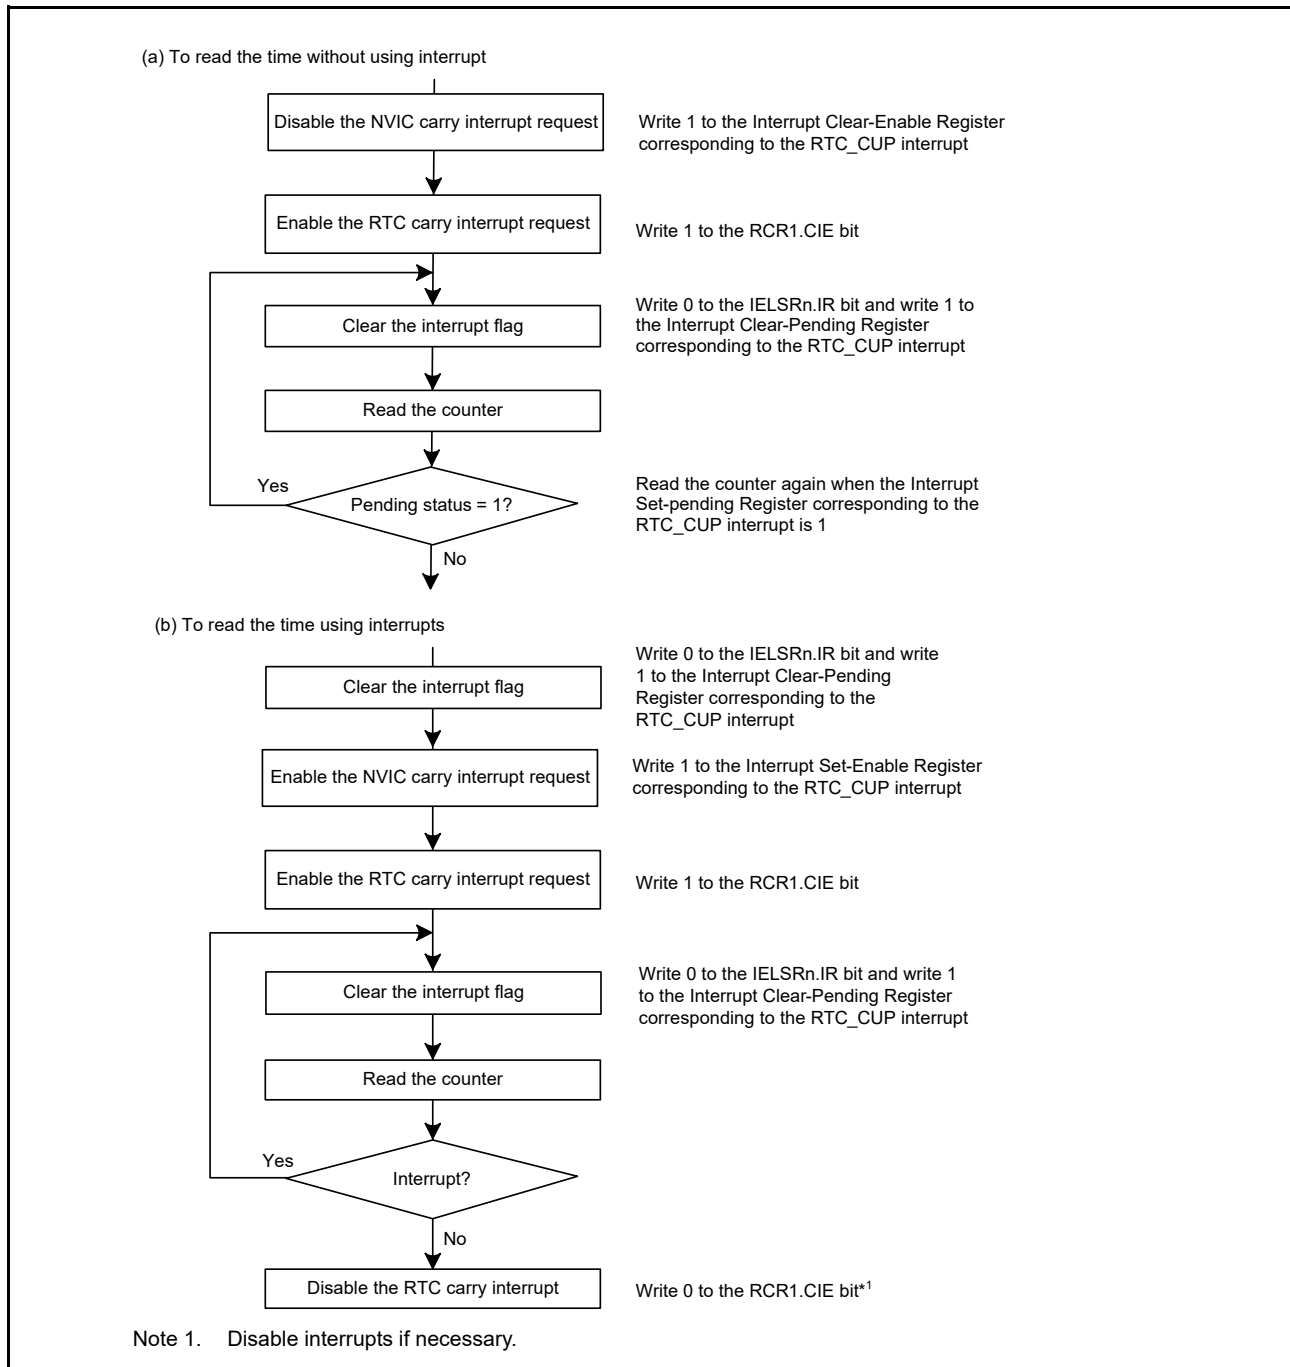 (a) To read the time without using interrupt
Disable the NVIC carry interrupt request
Write 1 to the Interrupt Clear-Enable Register
corresponding to the RTC_CUP interrupt
Enable the RTC carry interrupt request
Write 1 to the RCR1.CIE bit
Clear the interrupt flag
Write 0 to the IELSRn.IR bit and write 1 to
the Interrupt Clear-Pending Register
corresponding to the RTC_CUP interrupt
Read the counter
Yes
Pending status = 1?
Read the counter again when the Interrupt
Set-pending Register corresponding to the
RTC_CUP interrupt is 1
No
(b) To read the time using interrupts
Clear the interrupt flag
Write 0 to the IELSRn.IR bit and write
1 to the Interrupt Clear-Pending
Register corresponding to the
RTC_CUP interrupt
Enable the NVIC carry interrupt request
Write 1 to the Interrupt Set-Enable Register
corresponding to the RTC_CUP interrupt
Enable the RTC carry interrupt request
Write 1 to the RCR1.CIE bit
Clear the interrupt flag
Write 0 to the IELSRn.IR bit and write 1
to the Interrupt Clear-Pending Register
corresponding to the RTC_CUP interrupt
Read the counter
Yes
Interrupt?
No
Disable the RTC carry interrupt
Write 0 to the RCR1.CIE bit*1
Note 1. Disable interrupts if necessary.